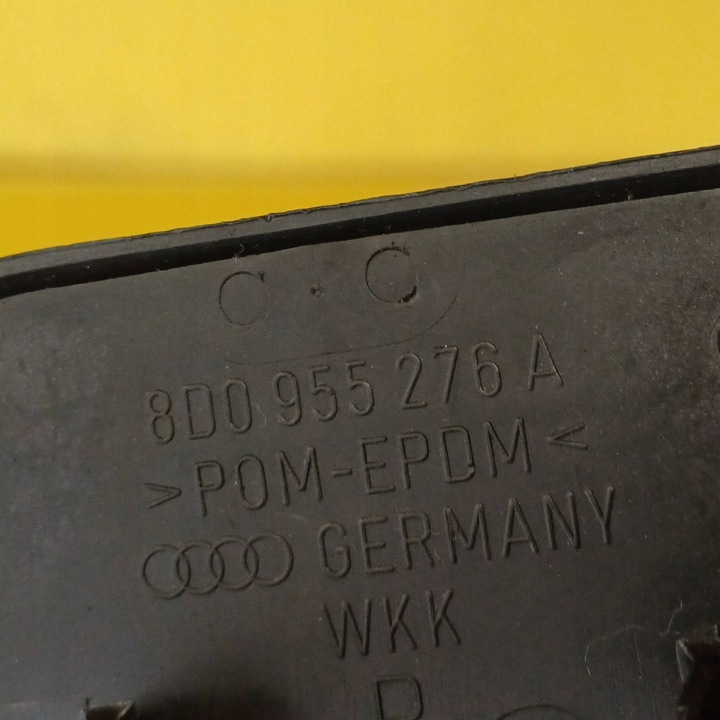 8D0 955 276 A
>POM-EPDM<
GERMANY
WKK